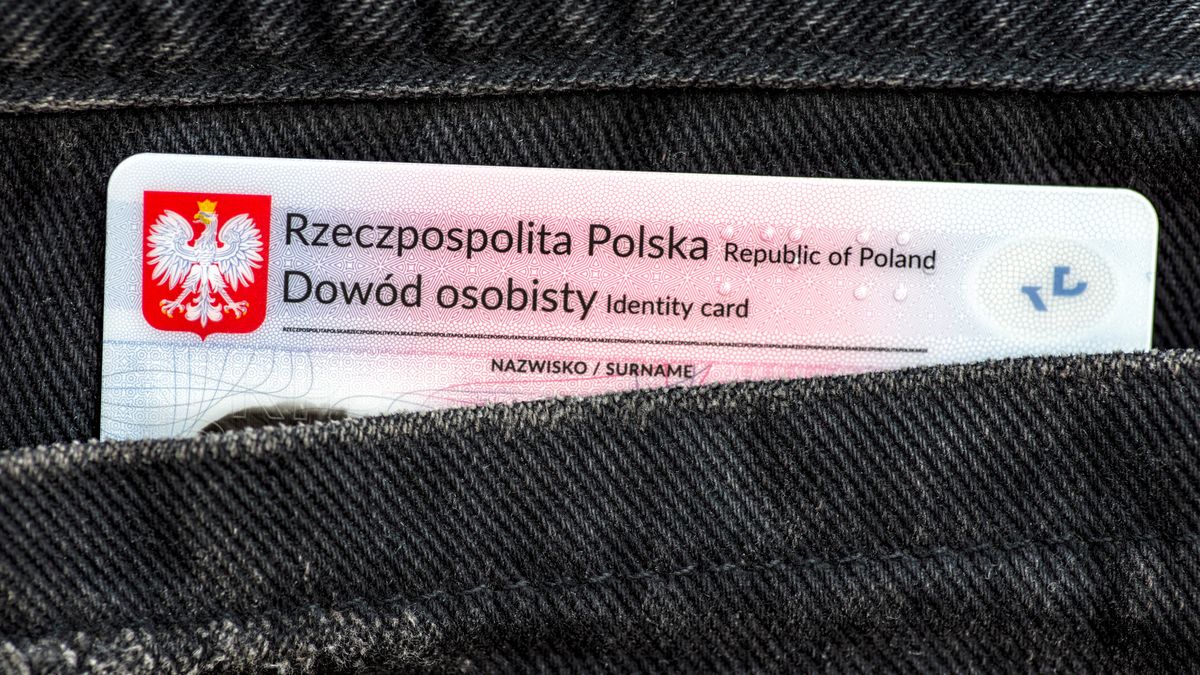 Rzeczpospolita Polska Republic of Poland
Dowód osobisty Identity card
NAZWISKO / SURNAME